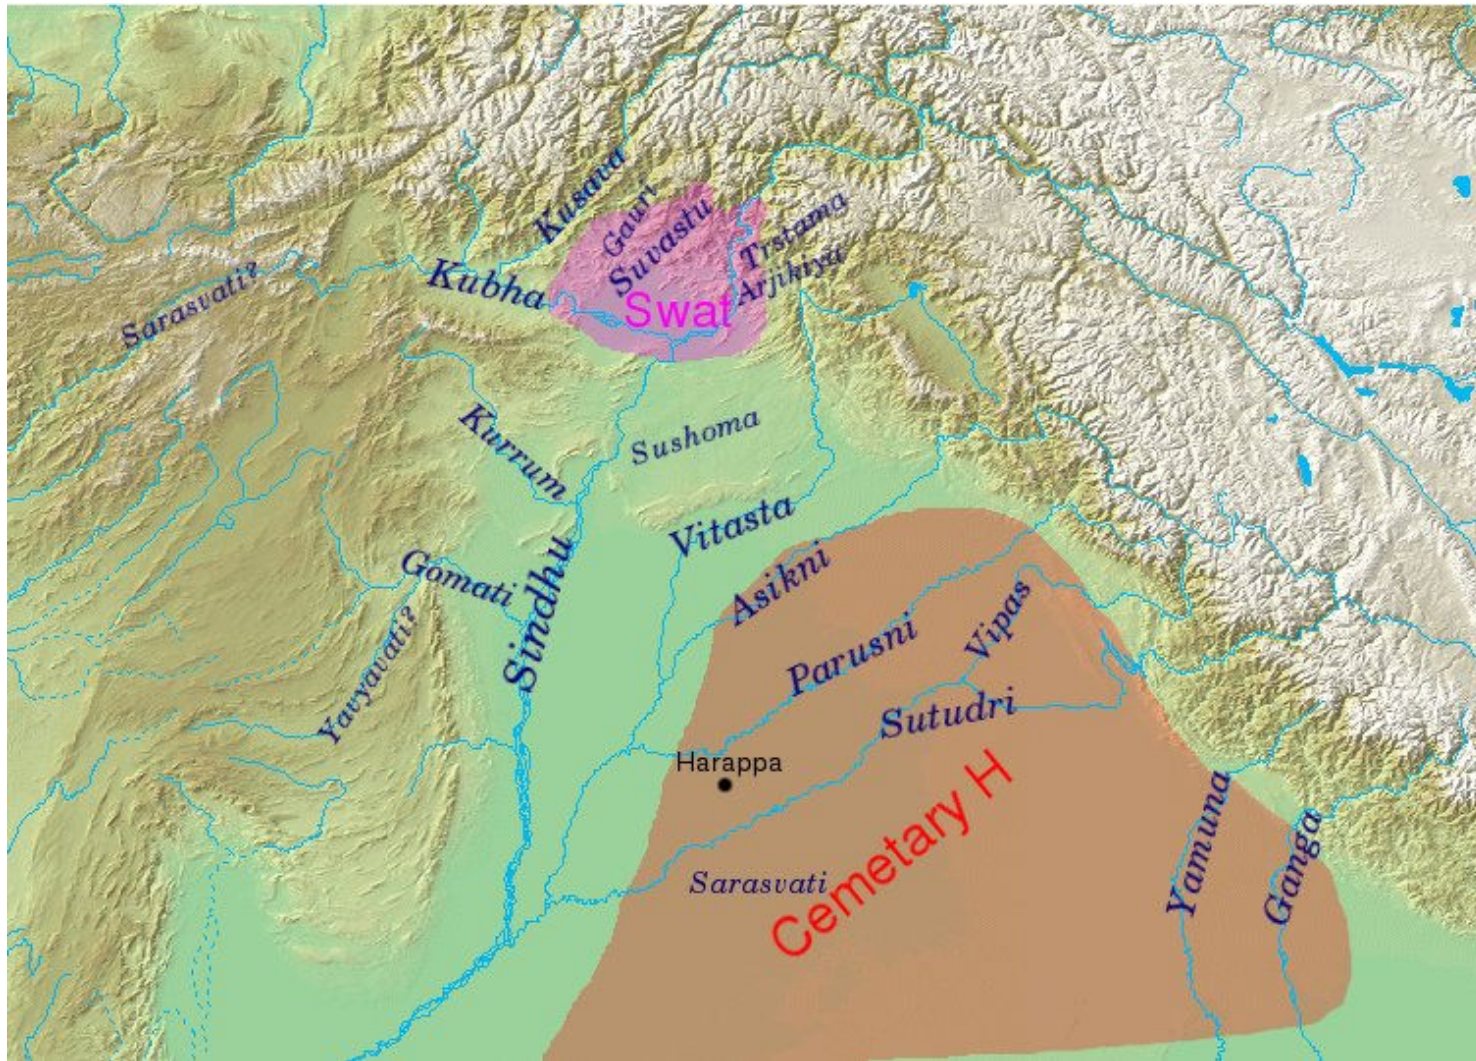 Kusava
Gauri
Suvastu
Trstama
Arjikiya
Sarasvati?
Kubha
Swat
Kurrum
Sushoma
Vitasta
Gomati
Sindhu
Asikni
Yavyavati?
Parusni
Vipas
Sutudri
Harappa
Sarasvati
Cemetary H
Yamuna
Ganga